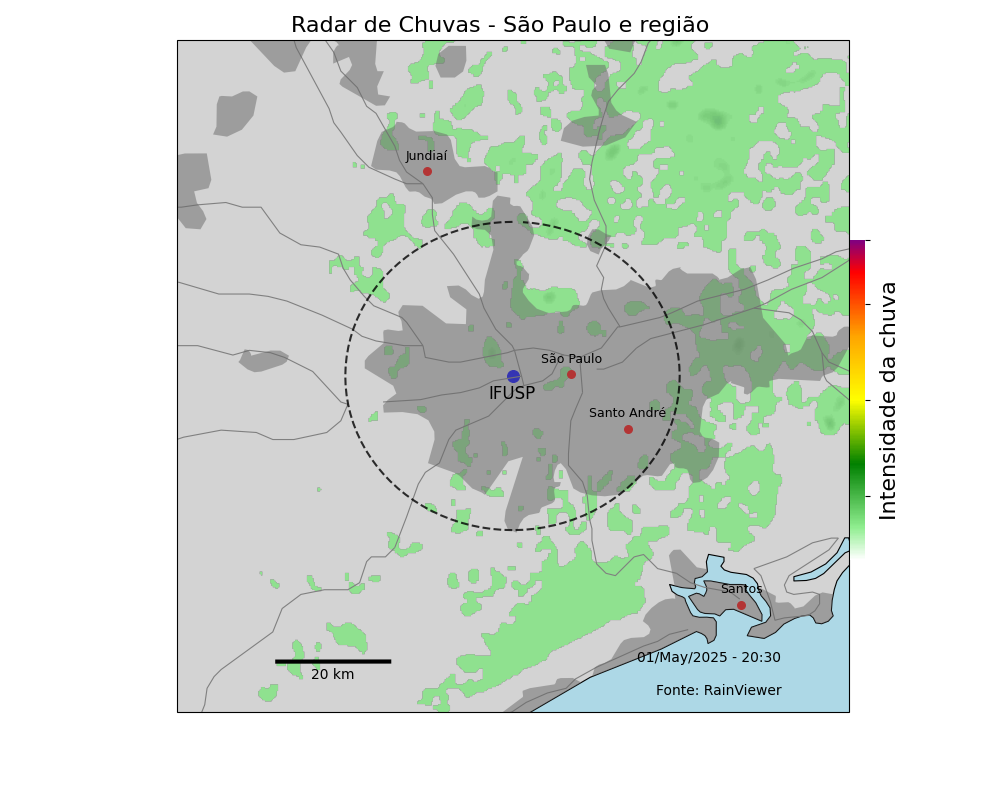 Radar de Chuvas - São Paulo e região
Jundiaí
São Paulo
IFUSP
Santo André
Intensidade da chuva
Santos
01/May/2025 - 20:30
20 km
Fonte: RainViewer